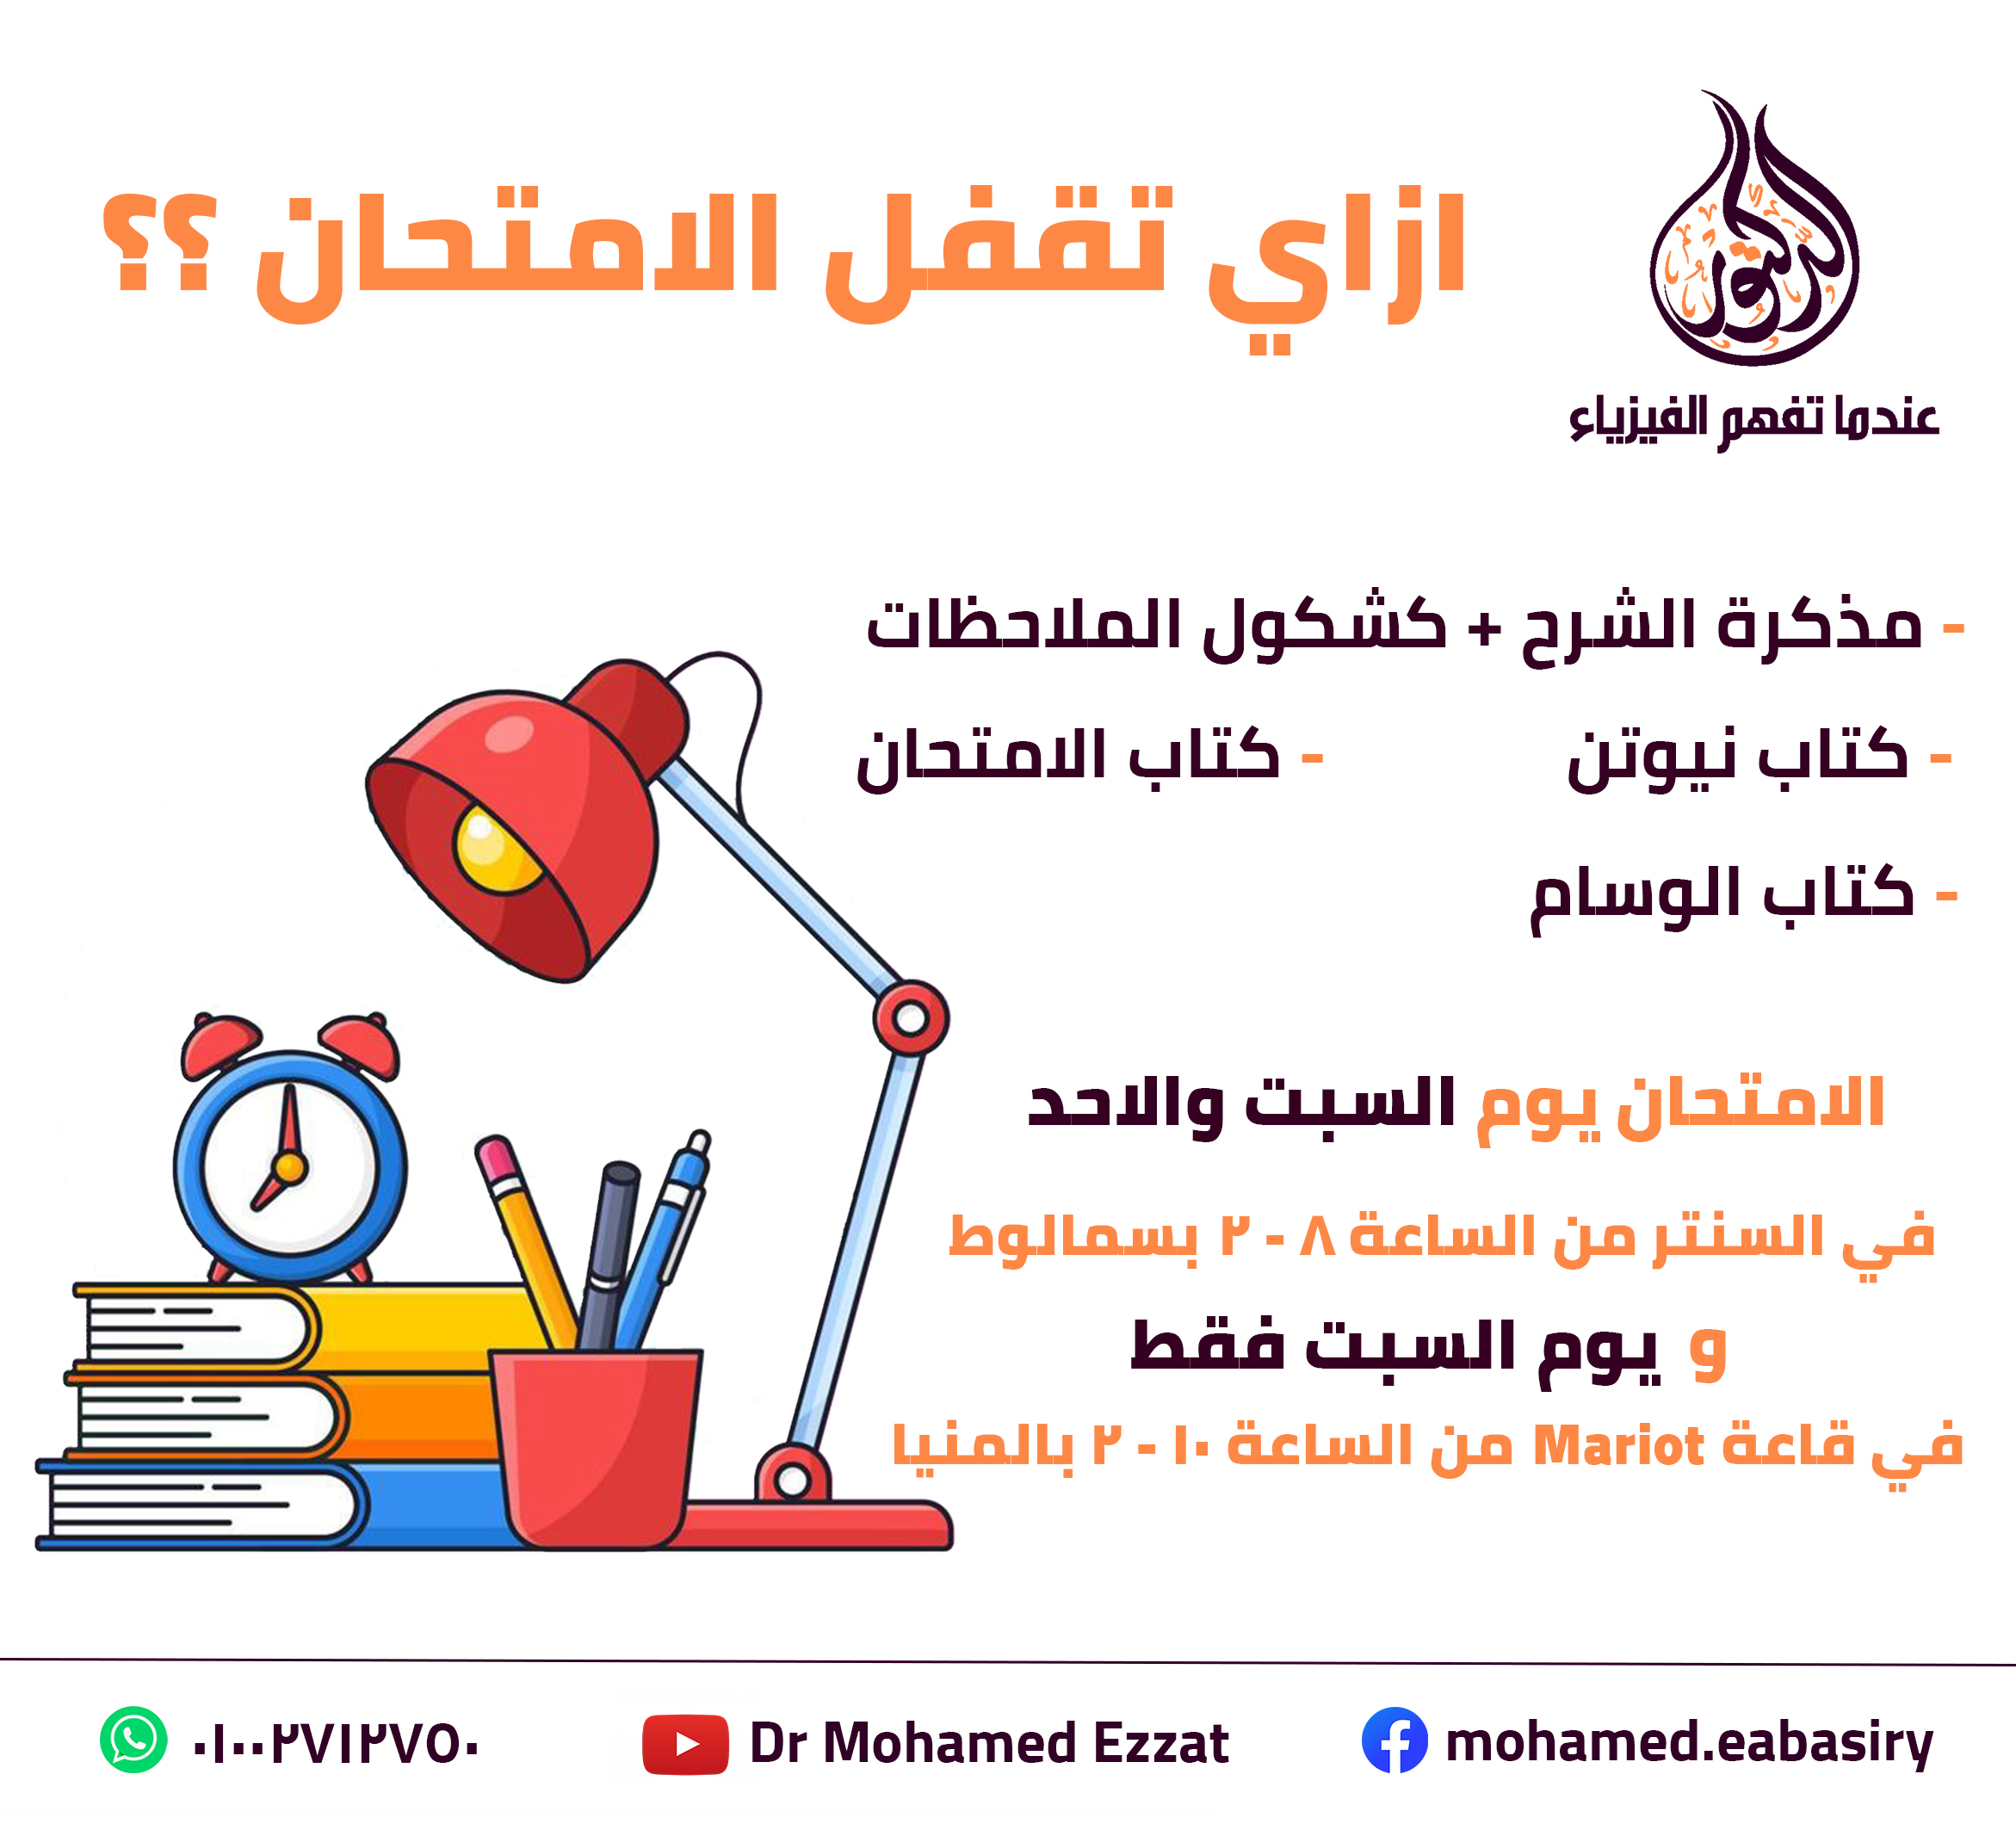 ازاي تقفل الامتحان ؟؟
الدكتور
عندما تفهم الفيزياء
- مذكرة الشرح + كشكول الملاحظات
- كتاب نيوتن - كتاب الامتحان
- كتاب الوسام
الامتحان يوم السبت والاحد
في السنتر من الساعة ٨ - ٢ بسمالوط
و يوم السبت فقط
في قاعة Mariot من الساعة ١٠ - ٢ بالمنيا
٠١٠٠٢٧١٢٧٥٠
Dr Mohamed Ezzat
mohamed.eabasiry